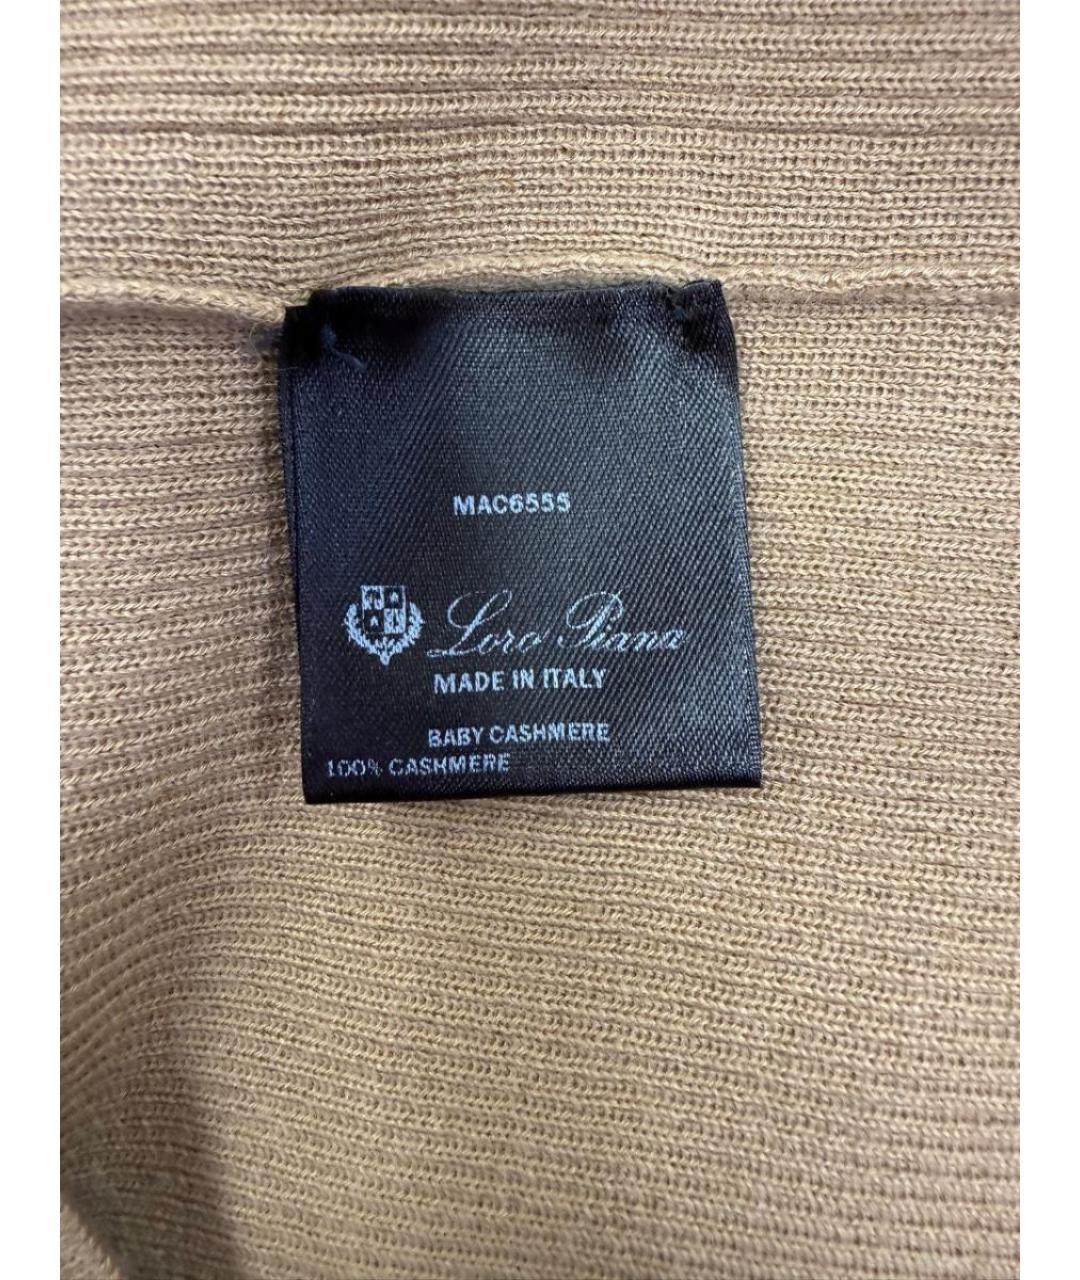 MAC6555
Loro Piana
MADE IN ITALY
BABY CASHMERE
100% CASHMERE